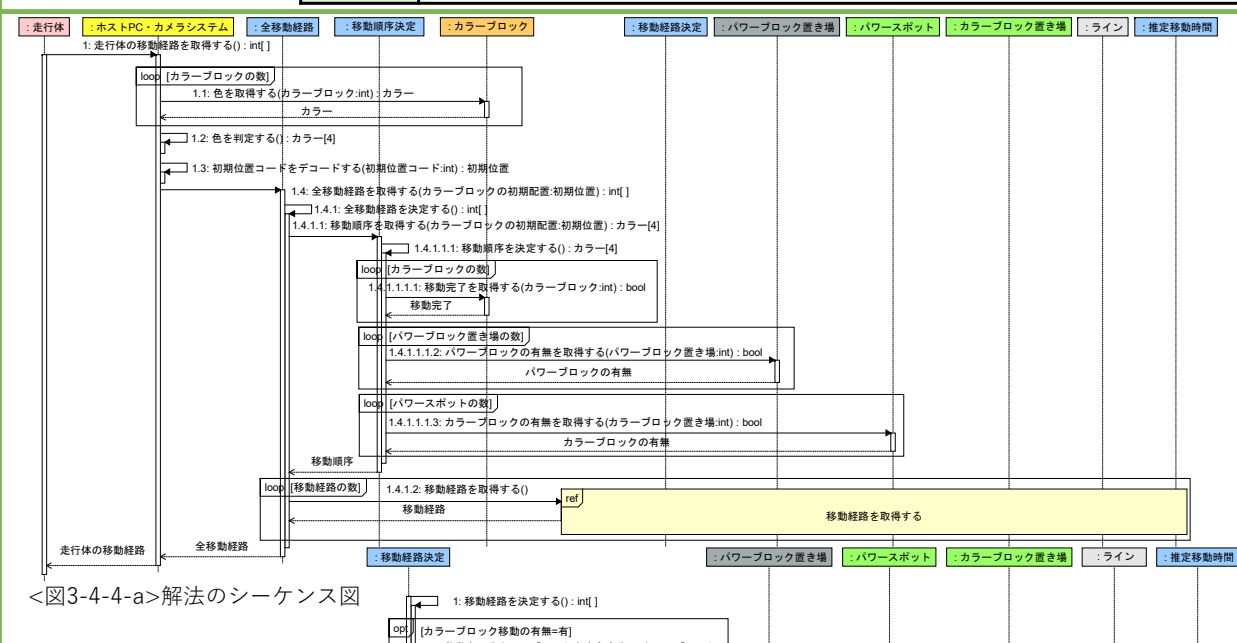 : 走行体
: ホストPC・カメラシステム
: 全移動経路
: 移動順序決定
: カラーブロック
: 移動経路決定
: パワーブロック置き場
: パワースポット
: カラーブロック置き場
: ライン
: 推定移動時間
1: 走行体の移動経路を取得する() : int[ ]
loop [カラーブロックの数]
1.1: 色を取得する(カラーブロック:int) : カラー
カラー
1.2: 色を判定する() : カラー[4]
1.3: 初期位置コードをデコードする(初期位置コード:int) : 初期位置
1.4: 全移動経路を取得する(カラーブロックの初期配置:初期位置) : int[ ]
1.4.1: 全移動経路を決定する() : int[ ]
1.4.1.1: 移動順序を取得する(カラーブロックの初期配置:初期位置) : カラー[4]
1.4.1.1.1: 移動順序を決定する() : カラー[4]
loop [カラーブロックの数]
1.4.1.1.1.1: 移動完了を取得する(カラーブロック:int) : bool
移動完了
loop [パワーブロック置き場の数]
1.4.1.1.1.2: パワーブロックの有無を取得する(パワーブロック置き場:int) : bool
パワーブロックの有無
loop [パワースポットの数]
1.4.1.1.1.3: カラーブロックの有無を取得する(カラーブロック置き場:int) : bool
カラーブロックの有無
移動順序
loop [移動経路の数]
1.4.1.2: 移動経路を取得する()
ref
移動経路
移動経路を取得する
全移動経路
走行体の移動経路
: 移動経路決定
: パワーブロック置き場
: パワースポット
: カラーブロック置き場
: ライン
: 推定移動時間
<図3-4-4-a>解法のシーケンス図
1: 移動経路を決定する() : int[ ]
opt [カラーブロック移動の有無=有]